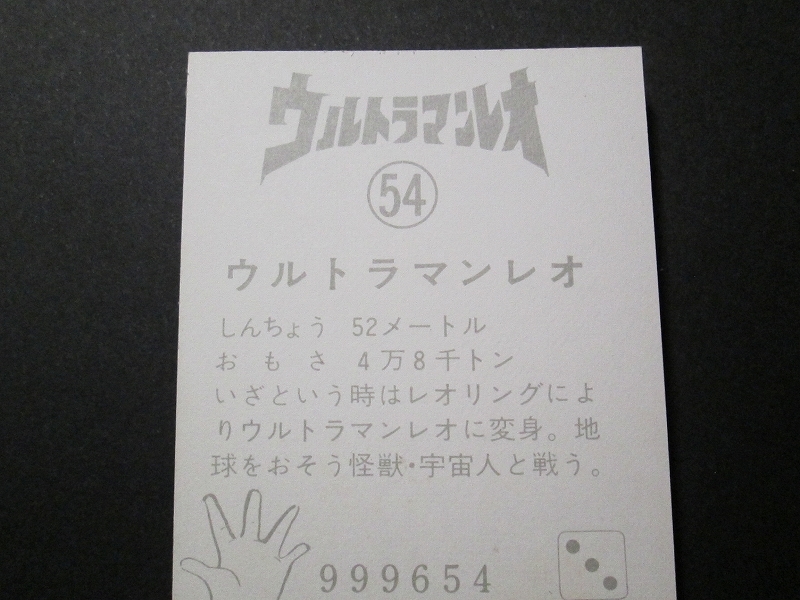 ウルトラマンレオ
54
ウルトラマンレオ
しんちょう 52メートル
おもさ 4万8千トン
いざという時はレオリングによ
りウルトラマンレオに変身。地
球をおそう怪獣・宇宙人と戦う。
999654